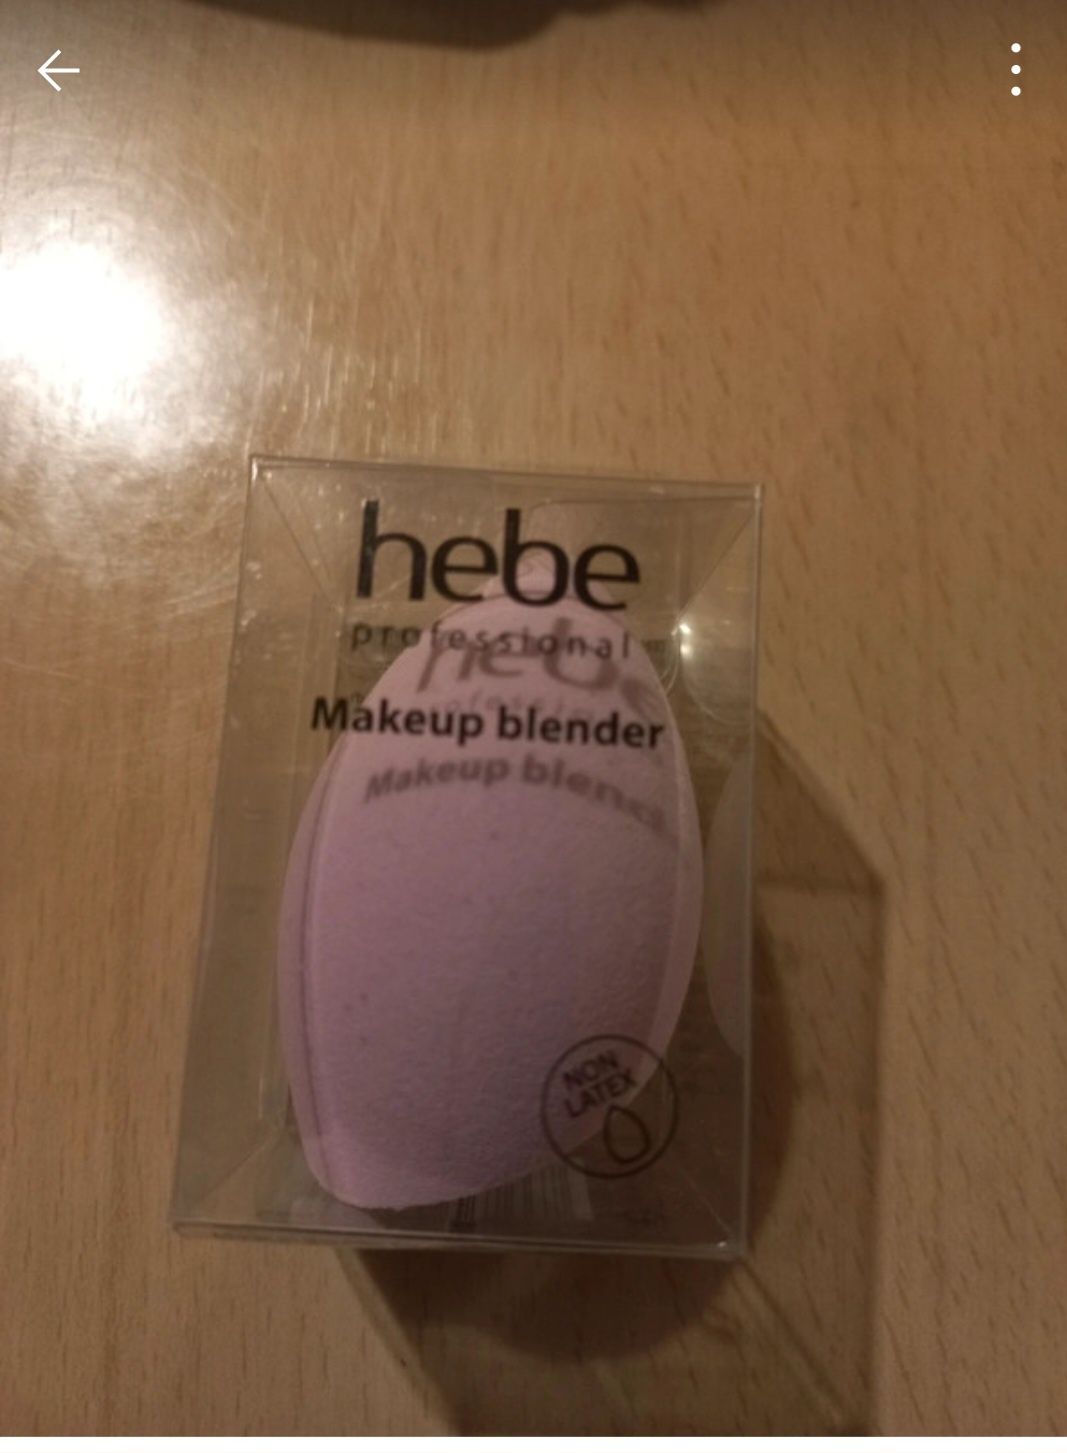 hebe
professional
Makeup blender
NON
LATEX